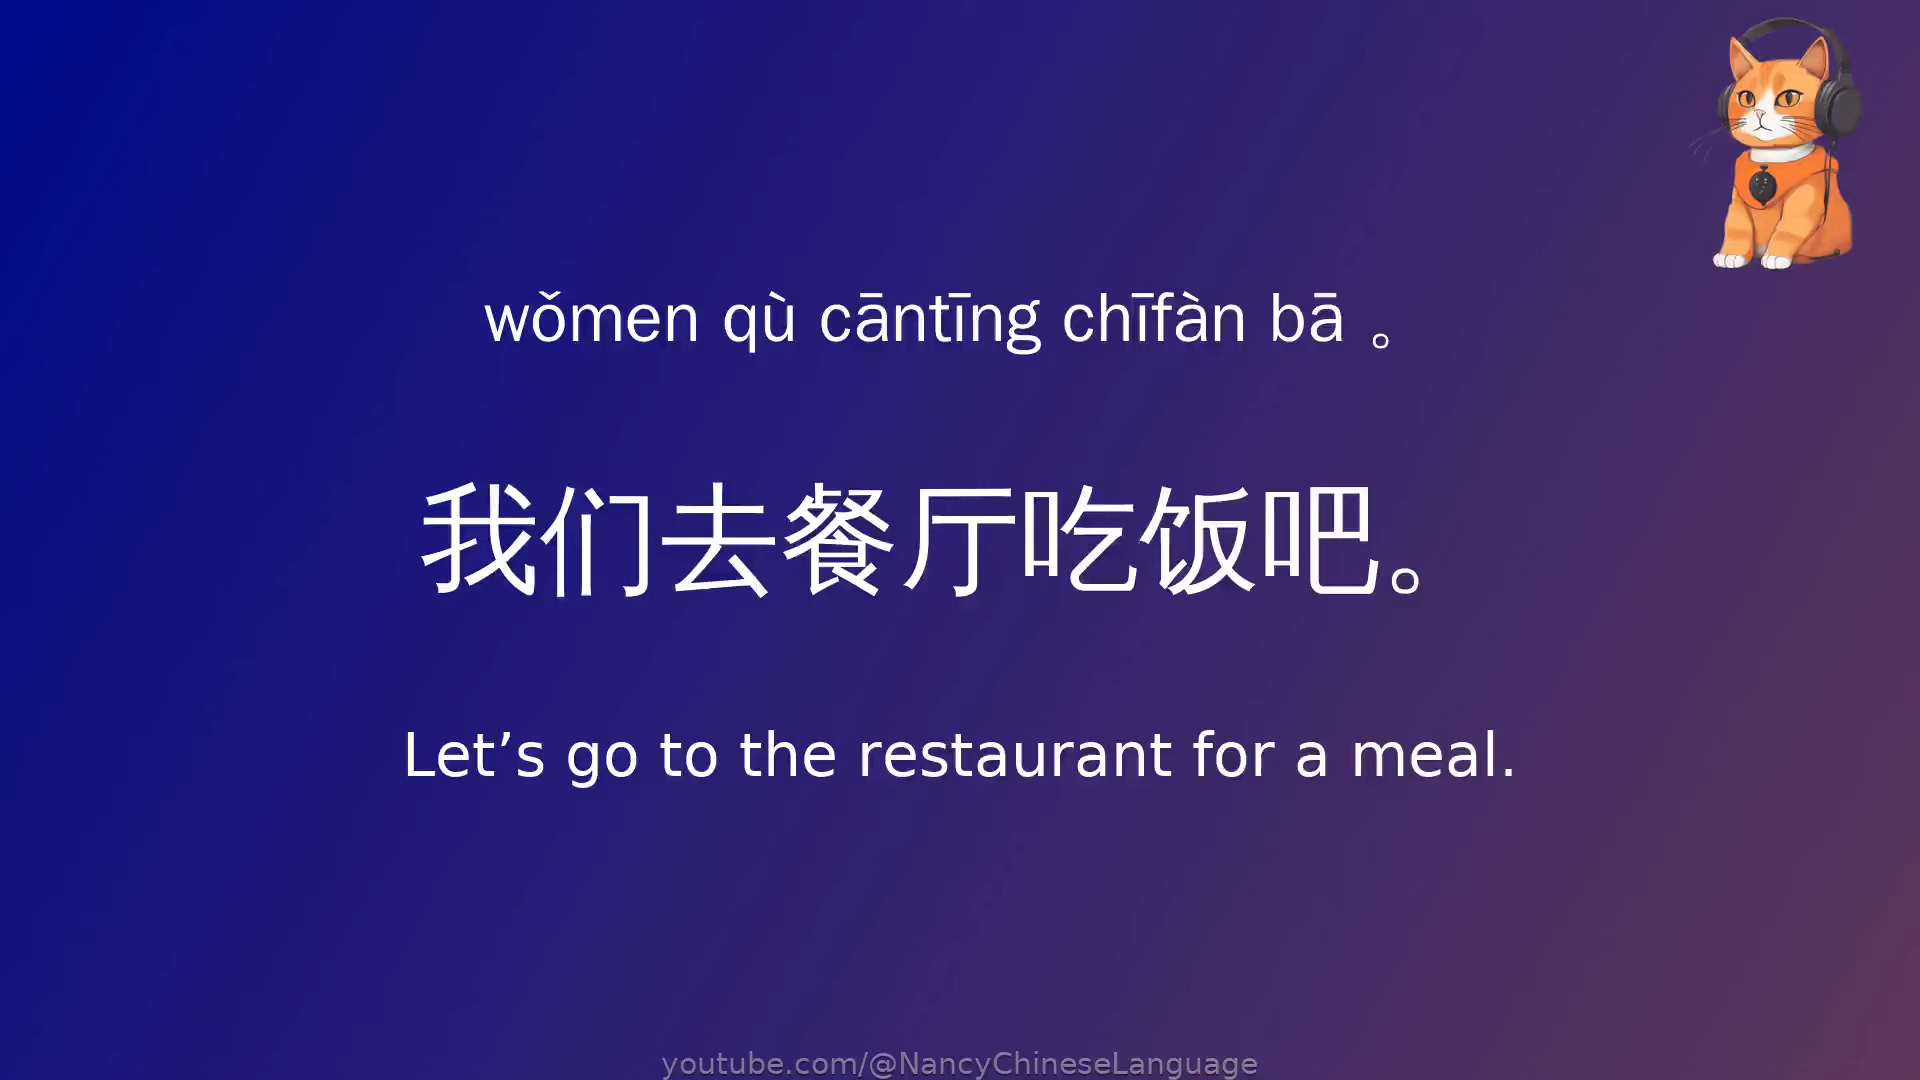 wǒmen qù cāntīng chīfàn bā 。
我们去餐厅吃饭吧。
Let’s go to the restaurant for a meal.
youtube.com/@NancyChineseLanguage